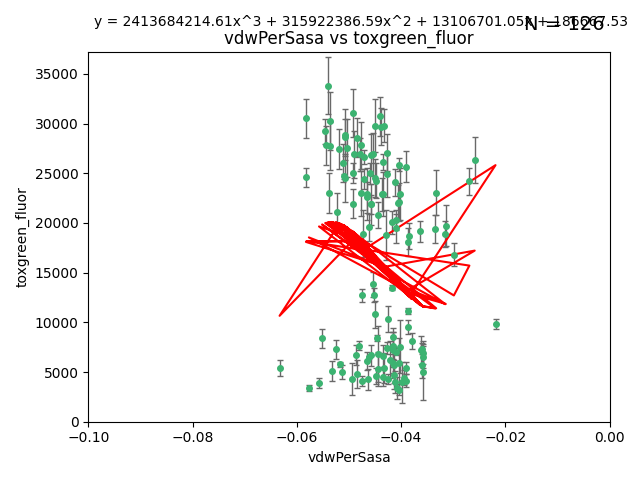 y = 2413684214.61x^3 + 315922386.59x^2 + 13106701.05x + 186667.53
N = 126
vdwPerSasa vs toxgreen_fluor
35000
30000
25000
20000
15000
10000
5000
0
toxgreen_fluor
−0.10 −0.08 −0.06 −0.04 −0.02 0.00
vdwPerSasa